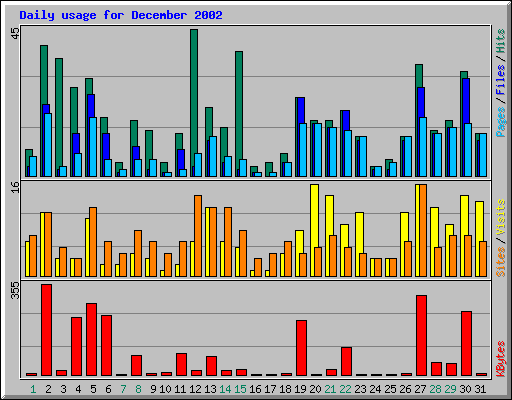 Daily usage for December 2002
45
Pages / Files / Hits
16
Sites / Visits
355
KBytes
1 2 3 4 5 6 7 8 9 10 11 12 13 14 15 16 17 18 19 20 21 22 23 24 25 26 27 28 29 30 31